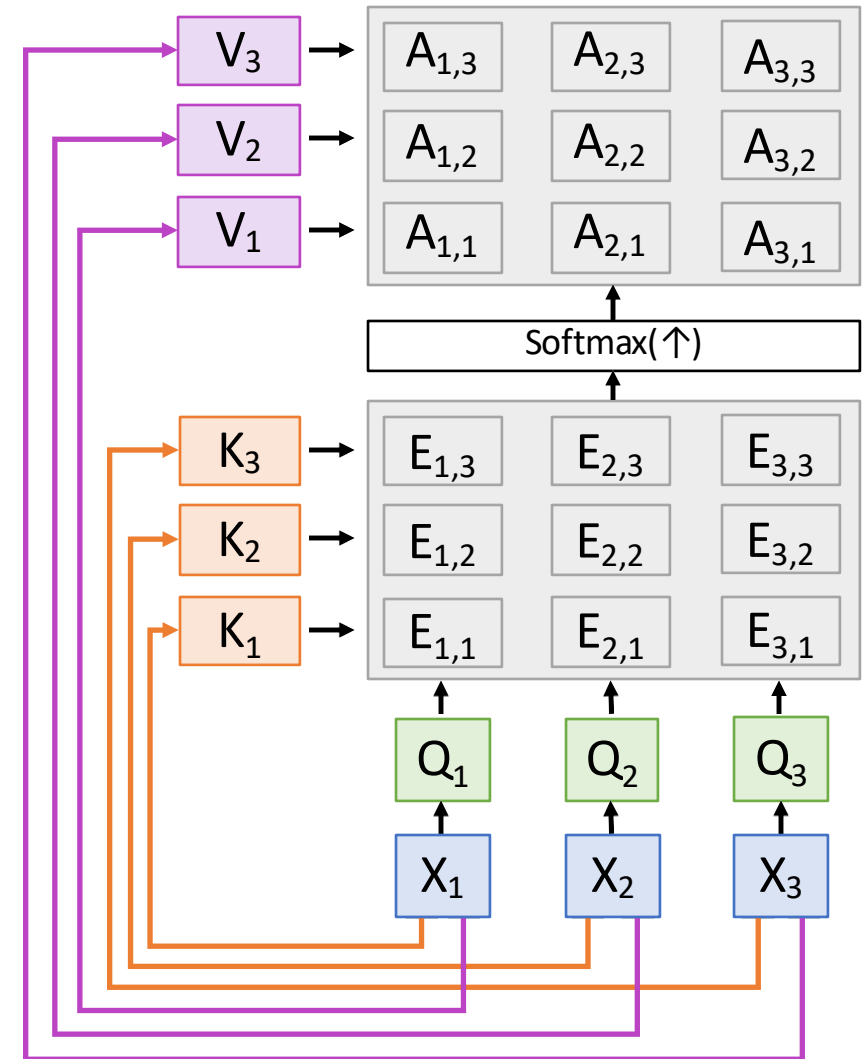 V₃ A₁,₃ A₂,₃ A₃,₃
V₂ A₁,₂ A₂,₂ A₃,₂
V₁ A₁,₁ A₂,₁ A₃,₁
Softmax(↑)
K₃ E₁,₃ E₂,₃ E₃,₃
K₂ E₁,₂ E₂,₂ E₃,₂
K₁ E₁,₁ E₂,₁ E₃,₁
Q₁ Q₂ Q₃
X₁ X₂ X₃